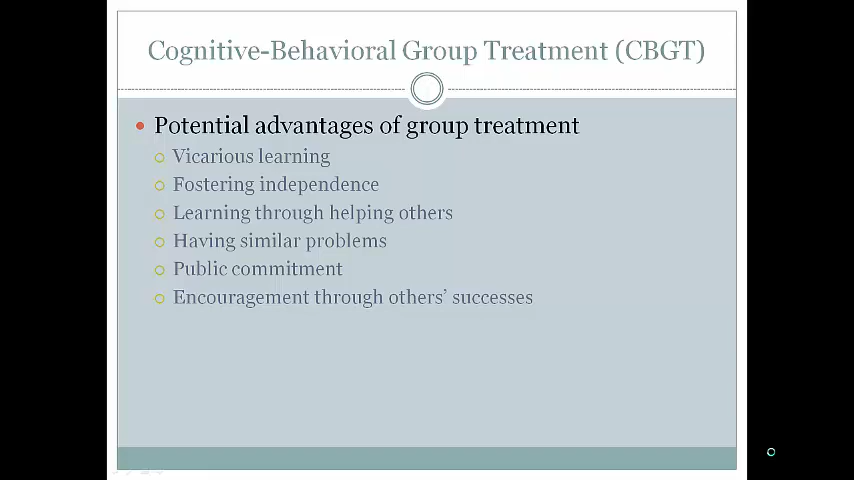 Cognitive-Behavioral Group Treatment (CBGT)
Potential advantages of group treatment
Vicarious learning
Fostering independence
Learning through helping others
Having similar problems
Public commitment
Encouragement through others’ successes